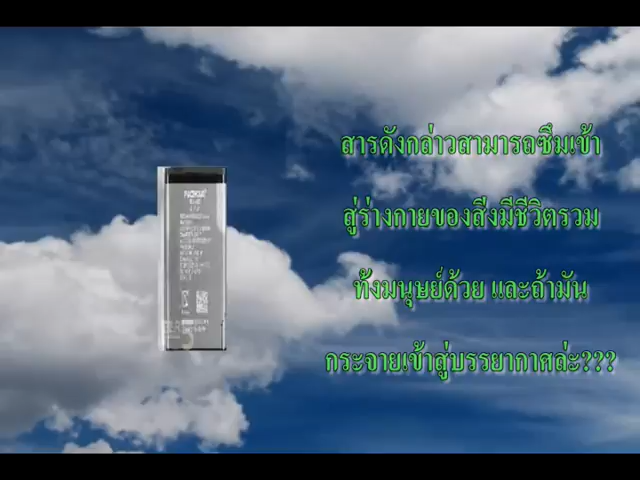 สารดังกล่าวสามารถซึมเข้า
สู่ร่างกายของสิ่งมีชีวิตรวม
ทั้งมนุษย์ด้วย และถ้ามัน
กระจายเข้าสู่บรรยากาศล่ะ???
NOKIA